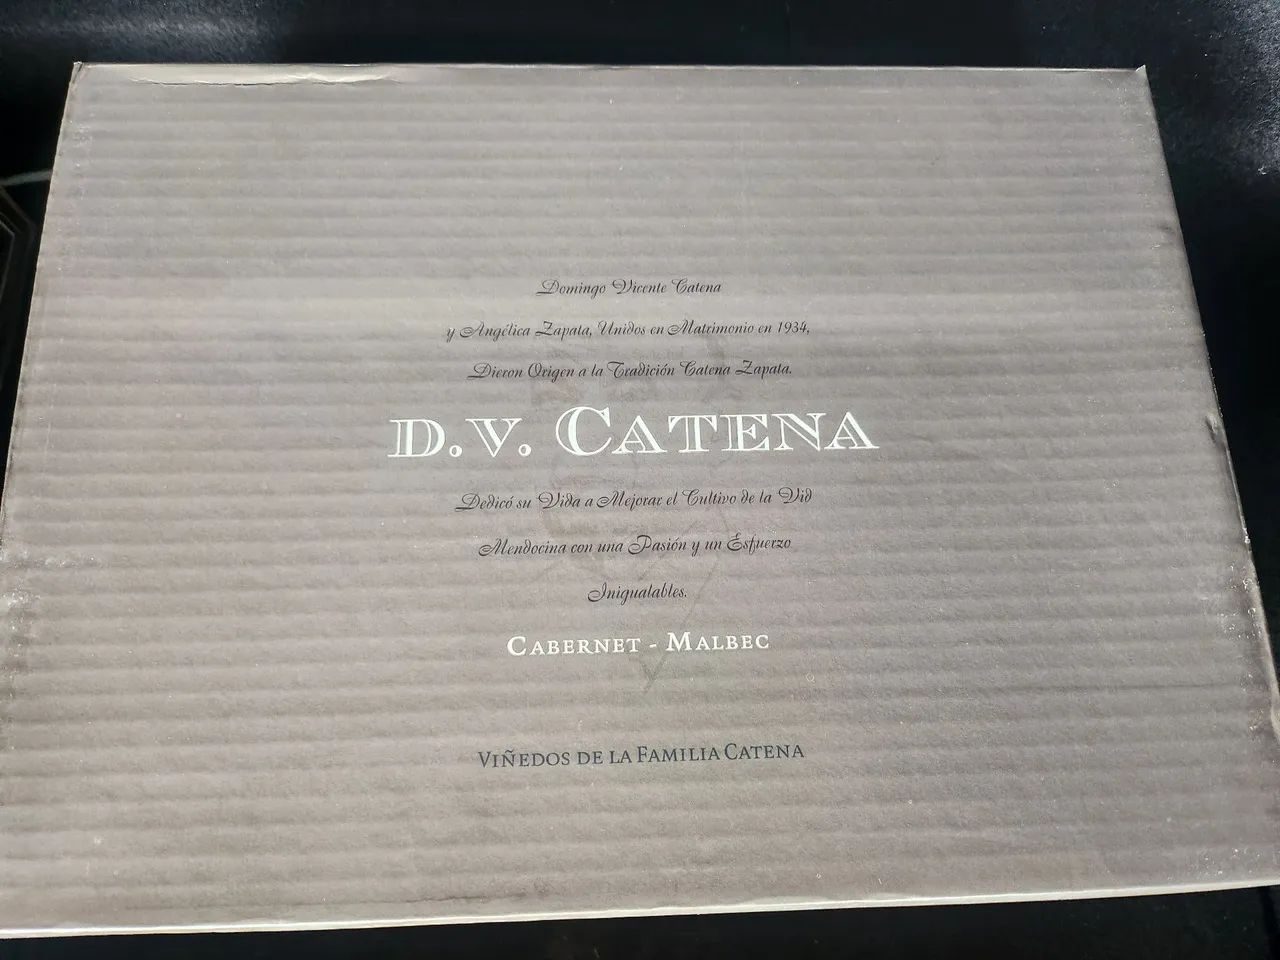 Domingo Vicente Catena
y Angélica Zapata, Unidos en Matrimonio en 1934,
Dieron Origen a la Tradición Catena Zapata.
D.V. CATENA
Dedicó su Vida a Mejorar el Cultivo de la Vid
Mendocina con una Pasión y un Esfuerzo
Inigualables.
CABERNET - MALBEC
VIÑEDOS DE LA FAMILIA CATENA